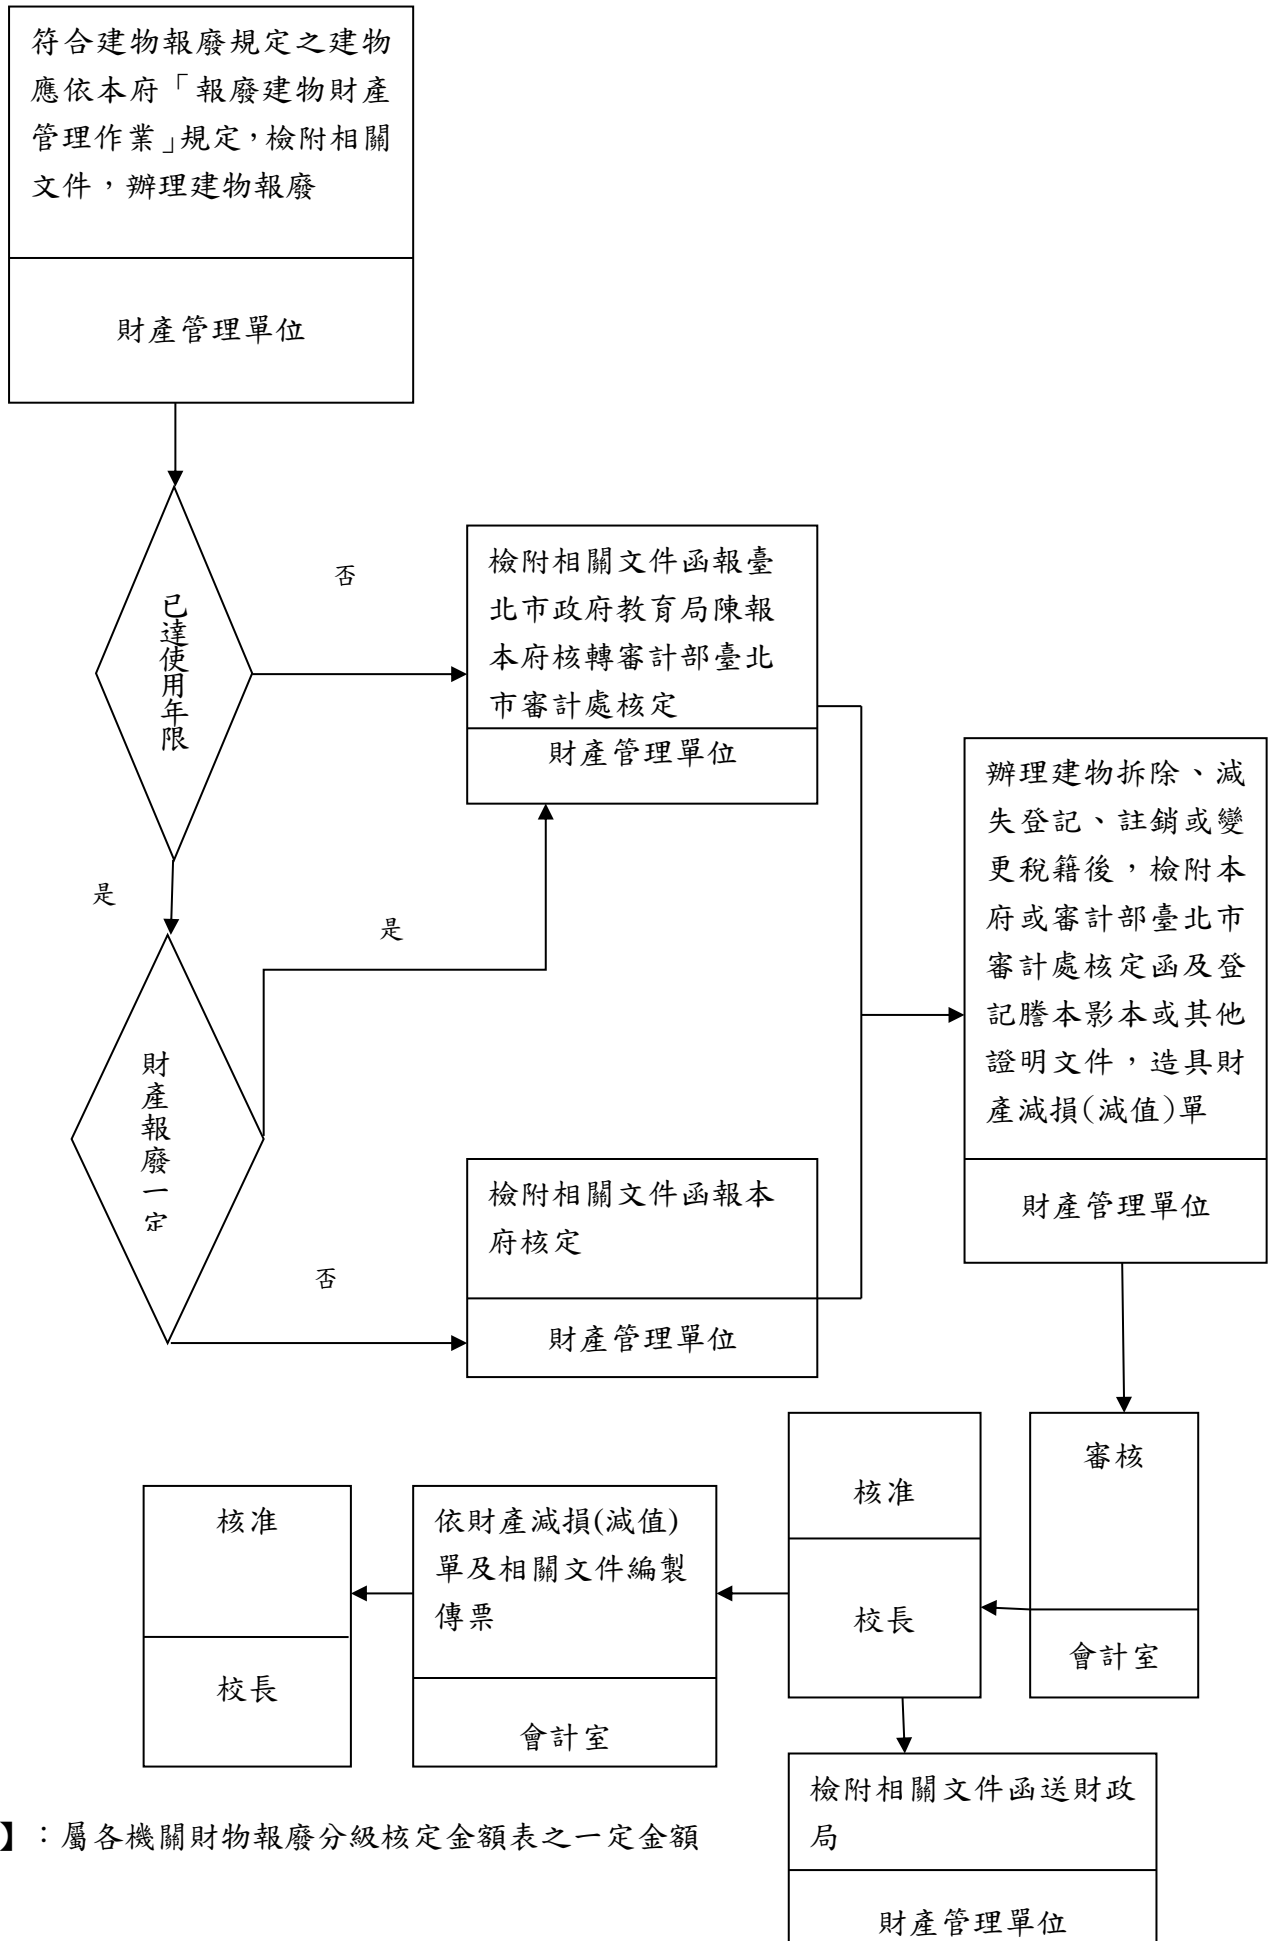 符合建物報廢規定之建物
應依本府「報廢建物財產
管理作業」規定，檢附相關
文件，辦理建物報廢
財產管理單位
已達使用年限
否
是
檢附相關文件函報臺
北市政府教育局陳報
本府核轉審計部臺北
市審計處核定
財產管理單位
財產報廢一定
是
否
檢附相關文件函報本
府核定
財產管理單位
辦理建物拆除、減
失登記、註銷或變
更稅籍後，檢附本
府或審計部臺北市
審計處核定函及登
記謄本影本或其他
證明文件，造具財
產減損(減值)單
財產管理單位
審核
會計室
核准
校長
依財產減損(減值)
單及相關文件編製
傳票
會計室
核准
校長
檢附相關文件函送財政
局
財產管理單位
】：屬各機關財物報廢分級核定金額表之一定金額